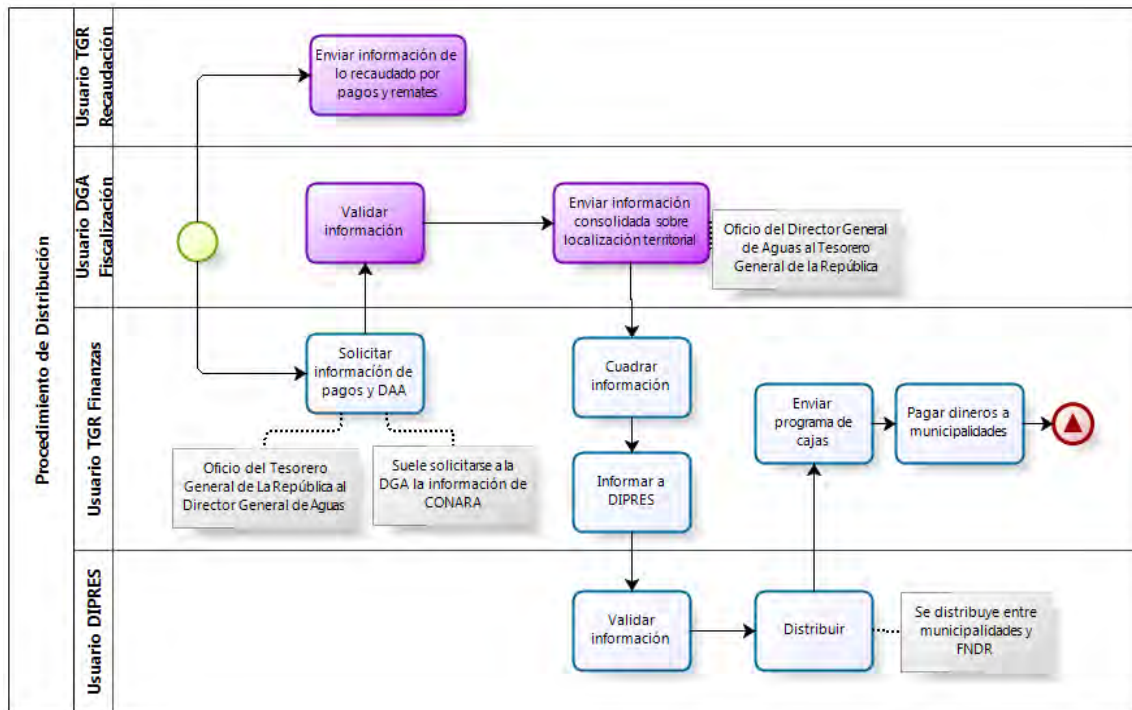 Procedimiento de Distribución
Usuario TGR
Recaudación
Enviar información de
lo recaudado por
pagos y remates
Usuario DGA
Fiscalización
Validar
información
Enviar información
consolidada sobre
localización territorial
Oficio del Director General
de Aguas al Tesorero
General de la República
Usuario TGR Finanzas
Solicitar
información de
pagos y DAA
Oficio del Tesorero
General de La República al
Director General de Aguas
Suele solicitarse a la
DGA la información de
CONARA
Cuadrar
información
Informar a
DIPRES
Enviar
programa de
cajas
Pagar dineros a
municipalidades
Usuario DIPRES
Validar
información
Distribuir
Se distribuye entre
municipalidades y
FNDR